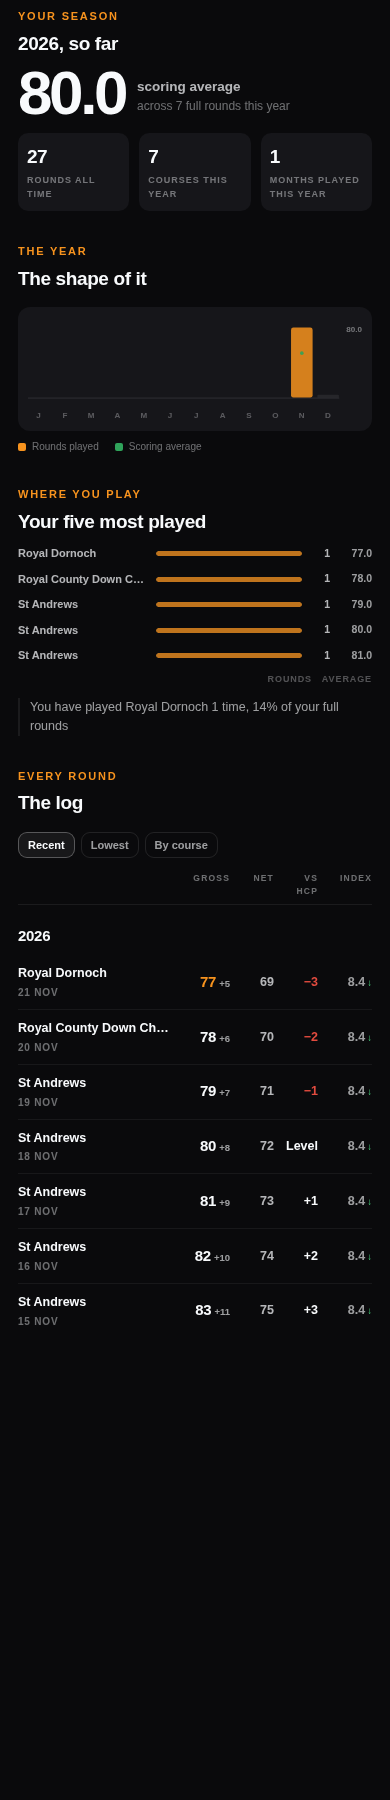 YOUR SEASON
2026, so far
80.0 scoring average
across 7 full rounds this year
27 7 1
ROUNDS ALL TIME COURSES THIS YEAR MONTHS PLAYED THIS YEAR
THE YEAR
The shape of it
80.0
J F M A M J J A S O N D
Rounds played Scoring average
WHERE YOU PLAY
Your five most played
Royal Dornoch 1 77.0
Royal County Down C... 1 78.0
St Andrews 1 79.0
St Andrews 1 80.0
St Andrews 1 81.0
ROUNDS AVERAGE
You have played Royal Dornoch 1 time, 14% of your full
rounds
EVERY ROUND
The log
Recent Lowest By course
GROSS NET VS HCP INDEX
2026
Royal Dornoch 77 +5 69 −3 8.4 ↓
21 NOV
Royal County Down Ch... 78 +6 70 −2 8.4 ↓
20 NOV
St Andrews 79 +7 71 −1 8.4 ↓
19 NOV
St Andrews 80 +8 72 Level 8.4 ↓
18 NOV
St Andrews 81 +9 73 +1 8.4 ↓
17 NOV
St Andrews 82 +10 74 +2 8.4 ↓
16 NOV
St Andrews 83 +11 75 +3 8.4 ↓
15 NOV